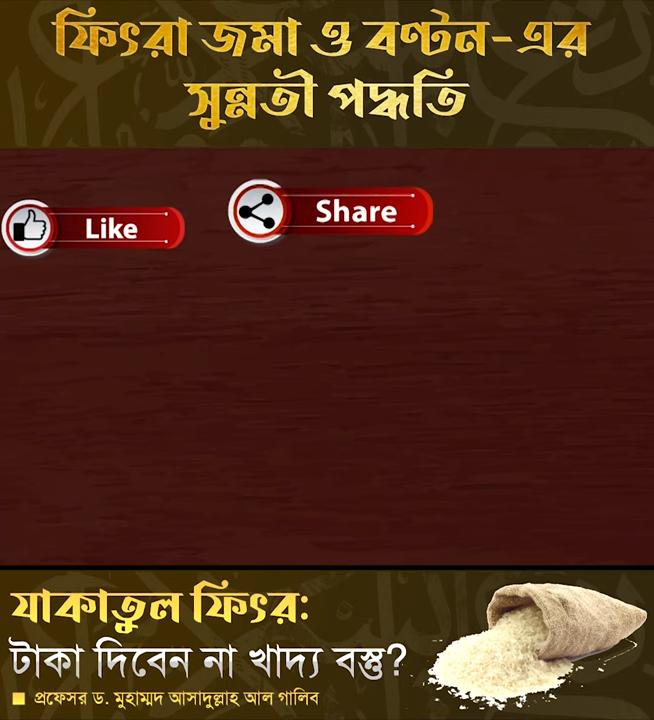 ফিৎরা জমা ও বণ্টন-এর
সুন্নতী পদ্ধতি
Like
Share
যাকাতুল ফিৎর:
টাকা দিবেন না খাদ্য বস্তু?
প্রফেসর ড. মুহাম্মদ আসাদুল্লাহ আল গালিব